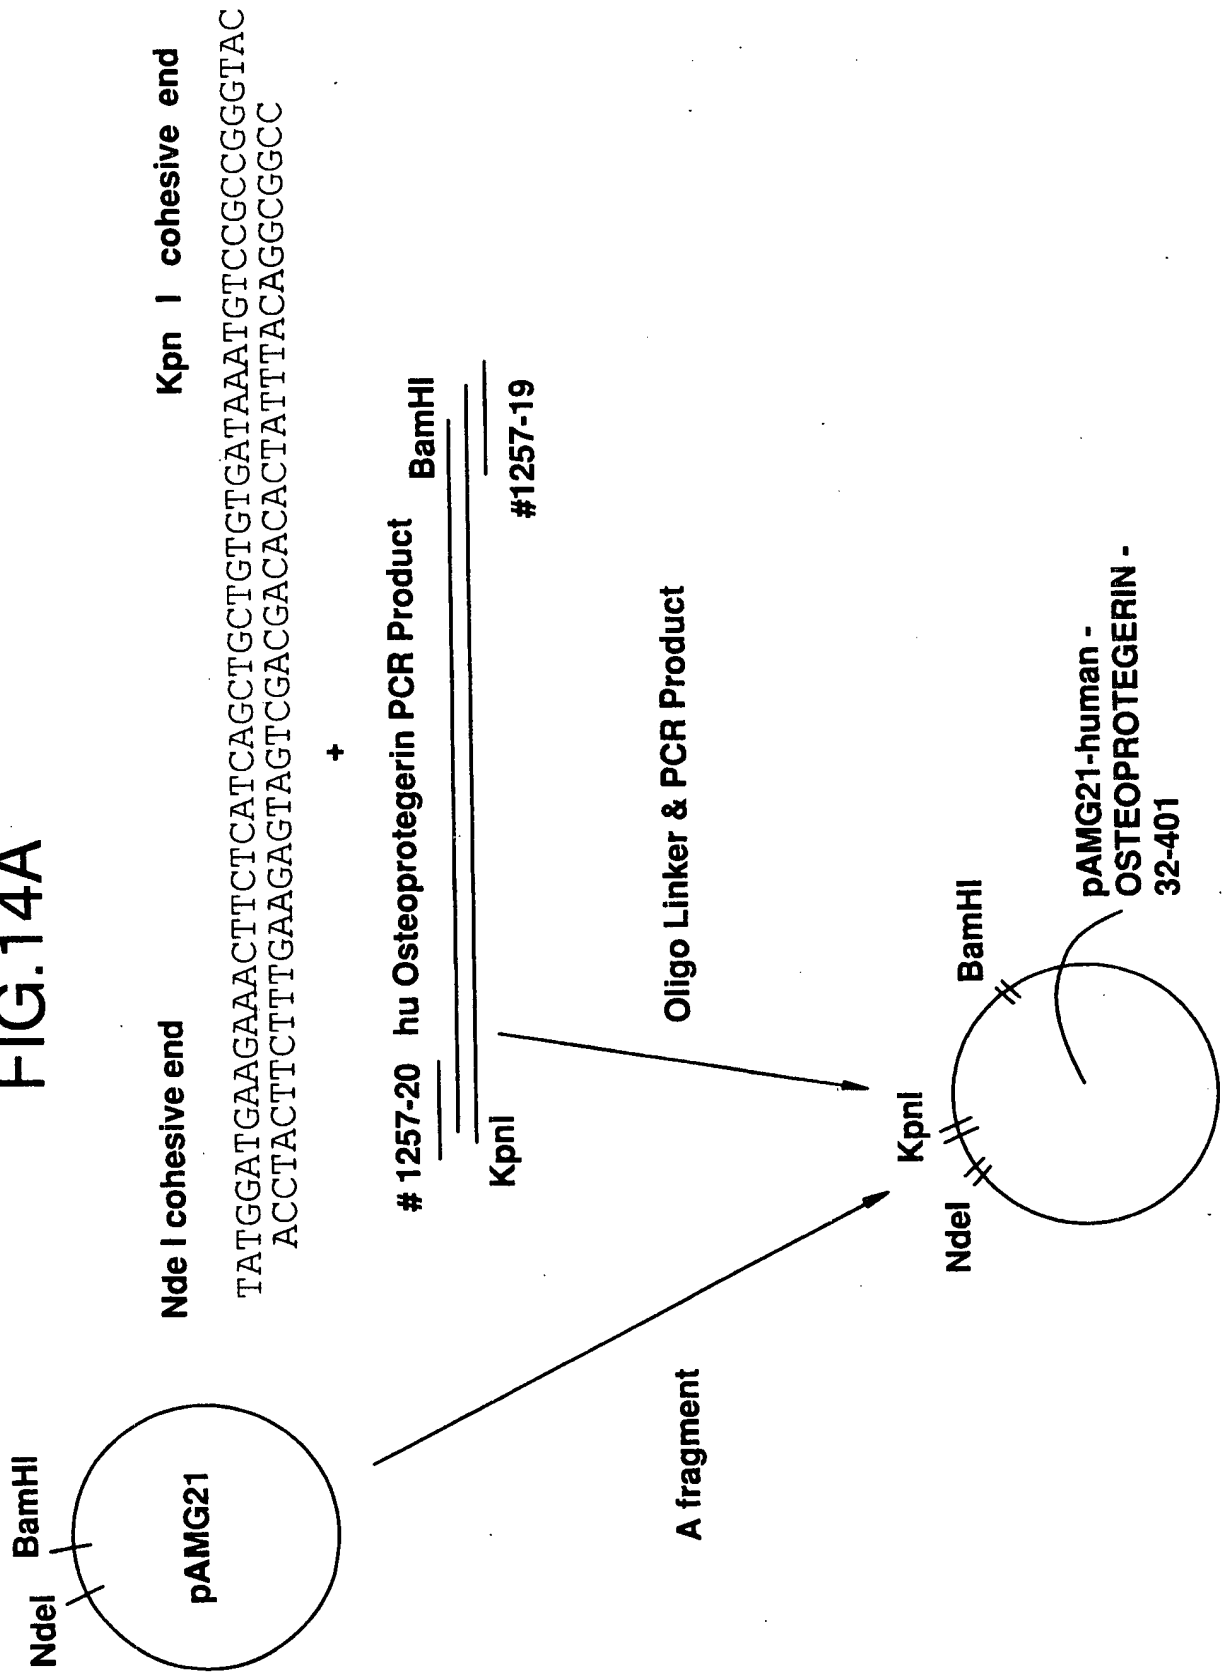 FIG.14A
NdeI
BamHI
pAMG21
Nde I cohesive end
Kpn I cohesive end
TATGGATGAAGAAACTTCTCATCAGCTGCTGTGTGATAAATGTCCGCCGGGTAC
ACCTACTTCTTTGAAGAGTAGTCGACGACACACTATTTACAGGCGGCC
+
# 1257-20
hu Osteoprotegerin PCR Product
BamHI
KpnI
#1257-19
A fragment
Oligo Linker & PCR Product
NdeI
KpnI
BamHI
pAMG21-human -
OSTEOPROTEGERIN -
32-401